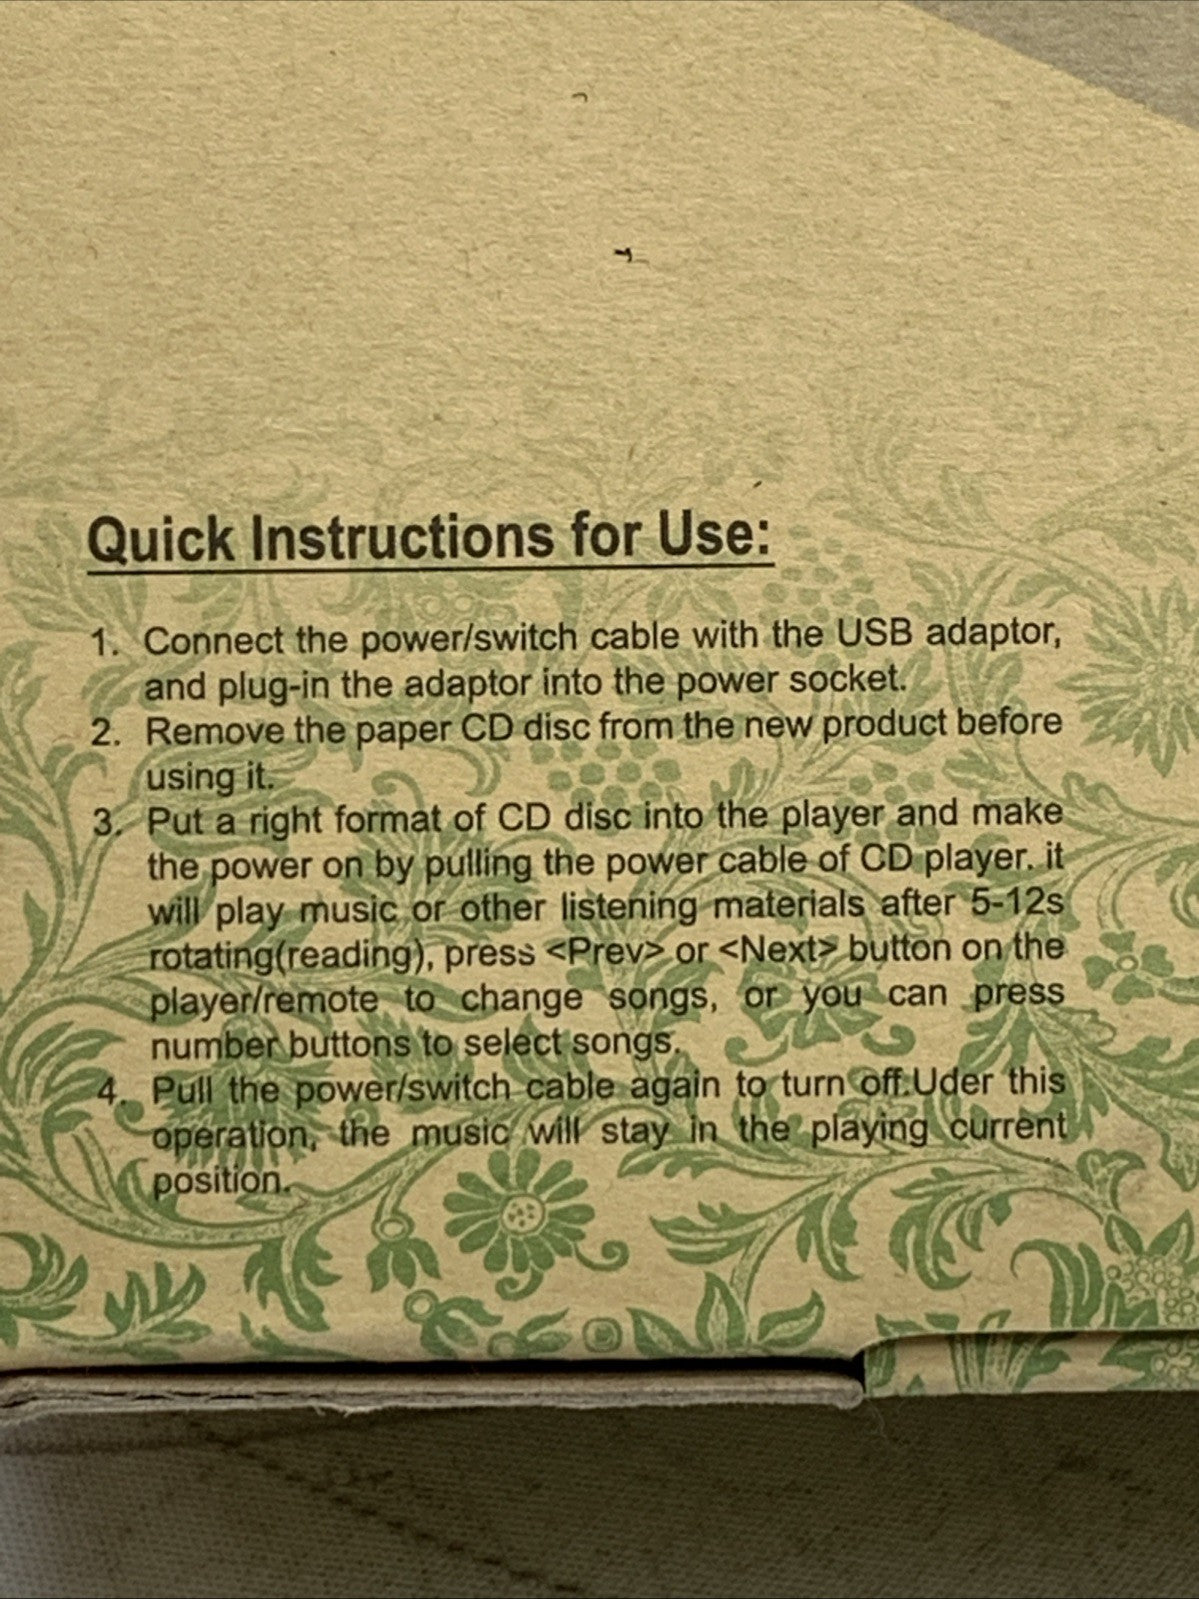 Quick Instructions for Use:
1. Connect the power/switch cable with the USB adaptor,
and plug-in the adaptor into the power socket.
2. Remove the paper CD disc from the new product before
using it.
3. Put a right format of CD disc into the player and make
the power on by pulling the power cable of CD player. it
will play music or other listening materials after 5-12s
rotating(reading), press <Prev> or <Next> button on the
player/remote to change songs, or you can press
number buttons to select songs.
4. Pull the power/switch cable again to turn off.Uder this
operation, the music will stay in the playing current
position.